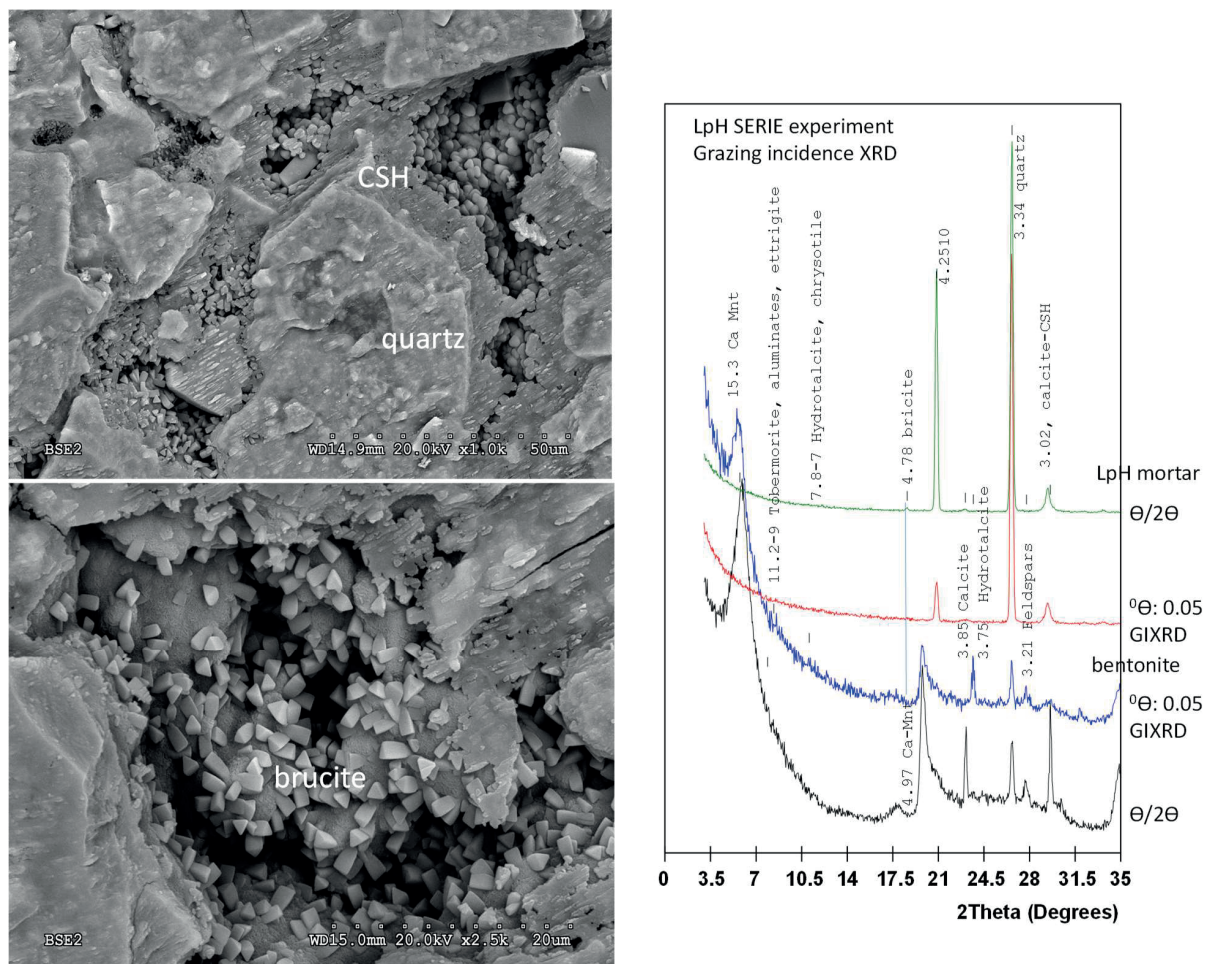 CSH
quartz
BSE2
WD14.9mm 20.0kV x1.0k 50um
brucite
BSE2
WD15.0mm 20.0kV x2.5k 20um
LpH SERIE experiment
Grazing incidence XRD
15.3 Ca Mnt
11.2-9 Tobermorite, aluminates, ettrigite
7.8-7 Hydrotalcite, chrysotile
4.78 bricite
4.97 Ca-Mnt
4.2510
3.85 Calcite
3.75 Hydrotalcite
3.34 quartz
3.21 Feldspars
3.02, calcite-CSH
LpH mortar
Θ/2Θ
⁰Θ: 0.05
GIXRD
bentonite
⁰Θ: 0.05
GIXRD
Θ/2Θ
0 3.5 7 10.5 14 17.5 21 24.5 28 31.5 35
2Theta (Degrees)